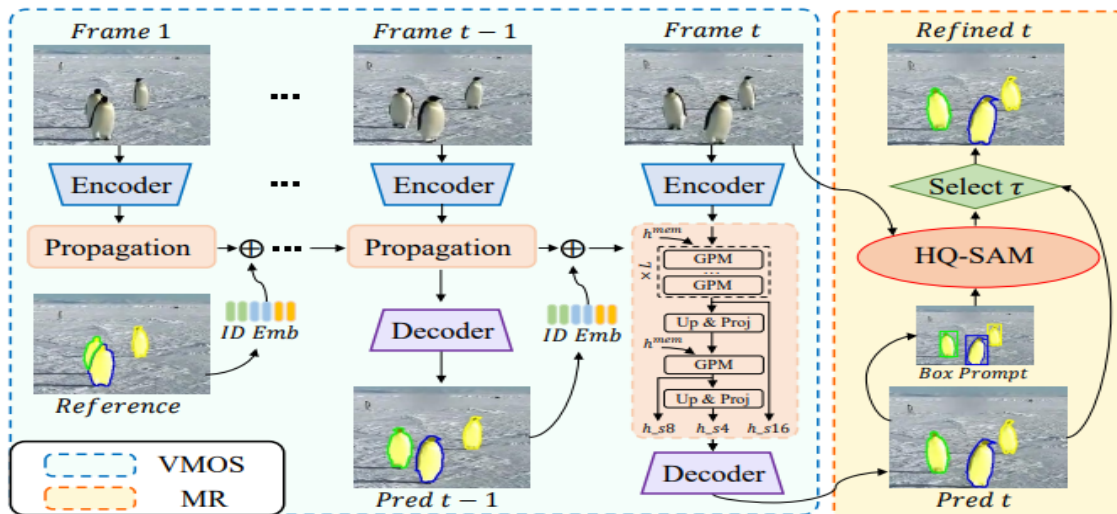 Frame 1
Frame t − 1
Frame t
Refined t
...
Encoder
...
Encoder
Encoder
Select τ
Propagation
⊕
...
Propagation
⊕
h^mem
GPM
...
GPM
× L
HQ-SAM
ID Emb
Decoder
ID Emb
Up & Proj
h^mem
GPM
Up & Proj
Box Prompt
Reference
h_s8 h_s4 h_s16
VMOS
MR
Pred t − 1
Decoder
Pred t